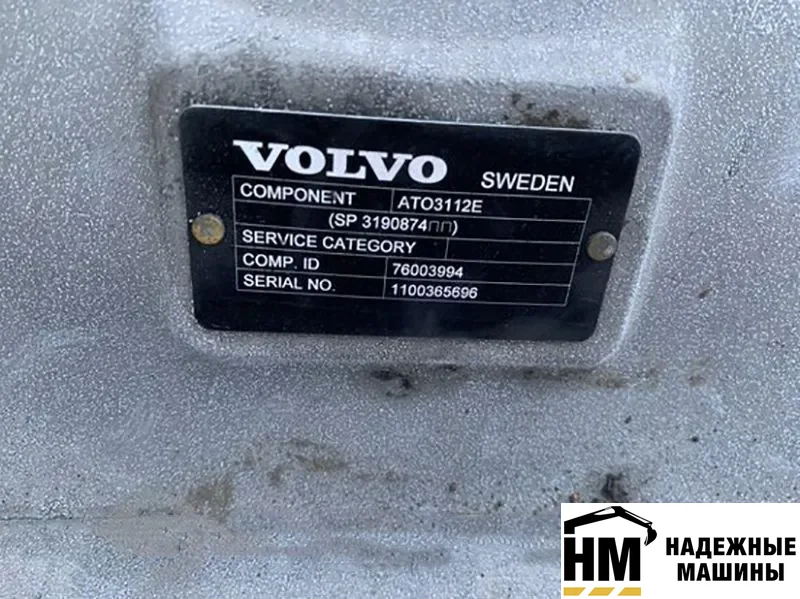 VOLVO SWEDEN
COMPONENT ATO3112E
(SP 3190874▯▯)
SERVICE CATEGORY
COMP. ID 76003994
SERIAL NO. 1100365696
НМ НАДЕЖНЫЕ
МАШИНЫ